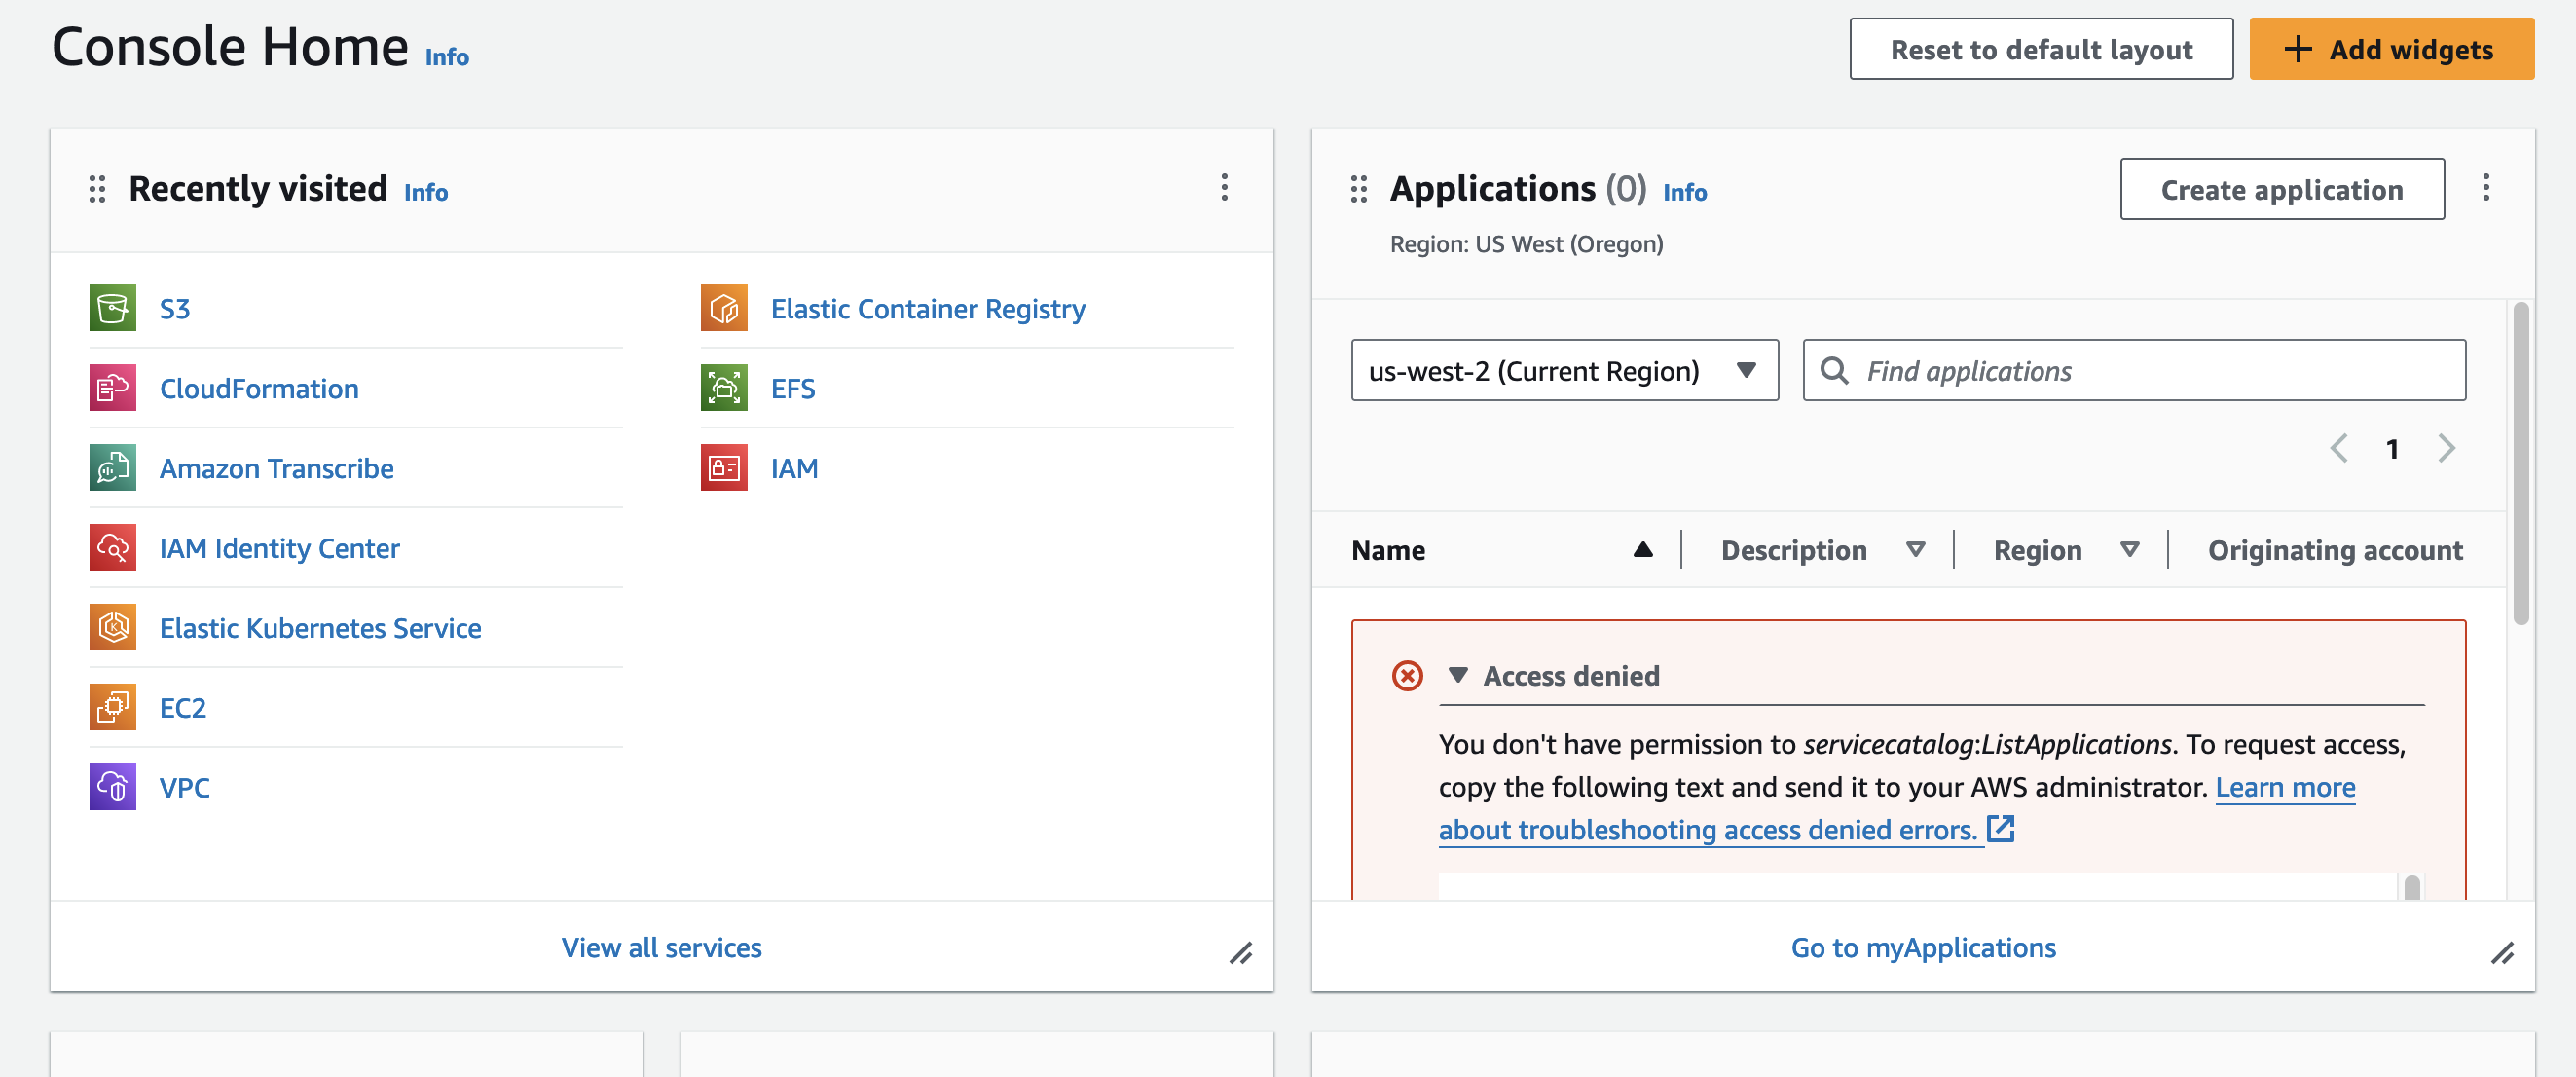 Console Home Info
Reset to default layout
Add widgets
Recently visited Info
S3
CloudFormation
Amazon Transcribe
IAM Identity Center
Elastic Kubernetes Service
EC2
VPC
Elastic Container Registry
EFS
IAM
View all services
Applications (0) Info
Create application
Region: US West (Oregon)
us-west-2 (Current Region)
Find applications
1
Name Description Region Originating account
Access denied
You don't have permission to servicecatalog:ListApplications. To request access,
copy the following text and send it to your AWS administrator. Learn more
about troubleshooting access denied errors.
Go to myApplications